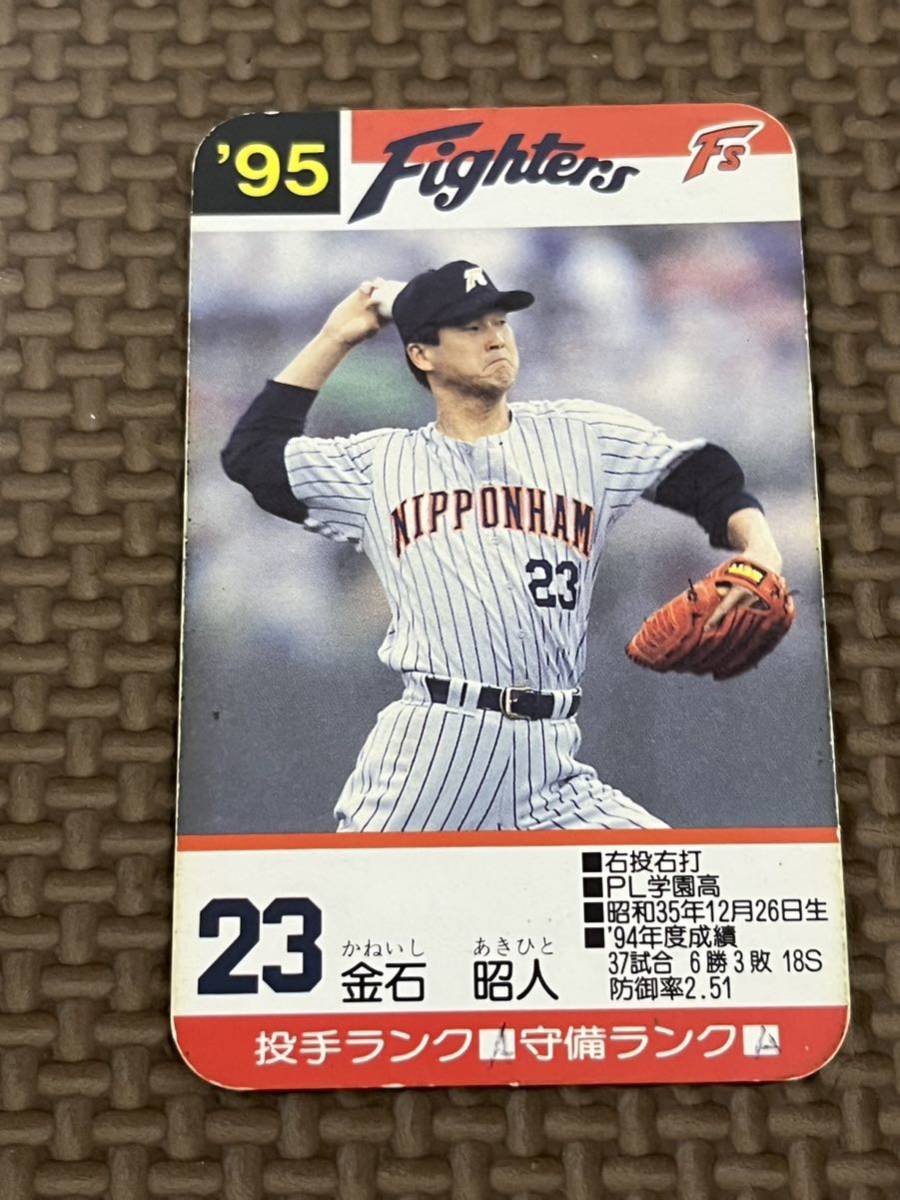 '95
Fighters
Fs
NIPPONHAM
23
■右投右打
■PL学園高
■昭和35年12月26日生
■'94年度成績
37試合 6勝3敗 18S
防御率2.51
23
かねいし あきひと
金石 昭人
投手ランク 守備ランク